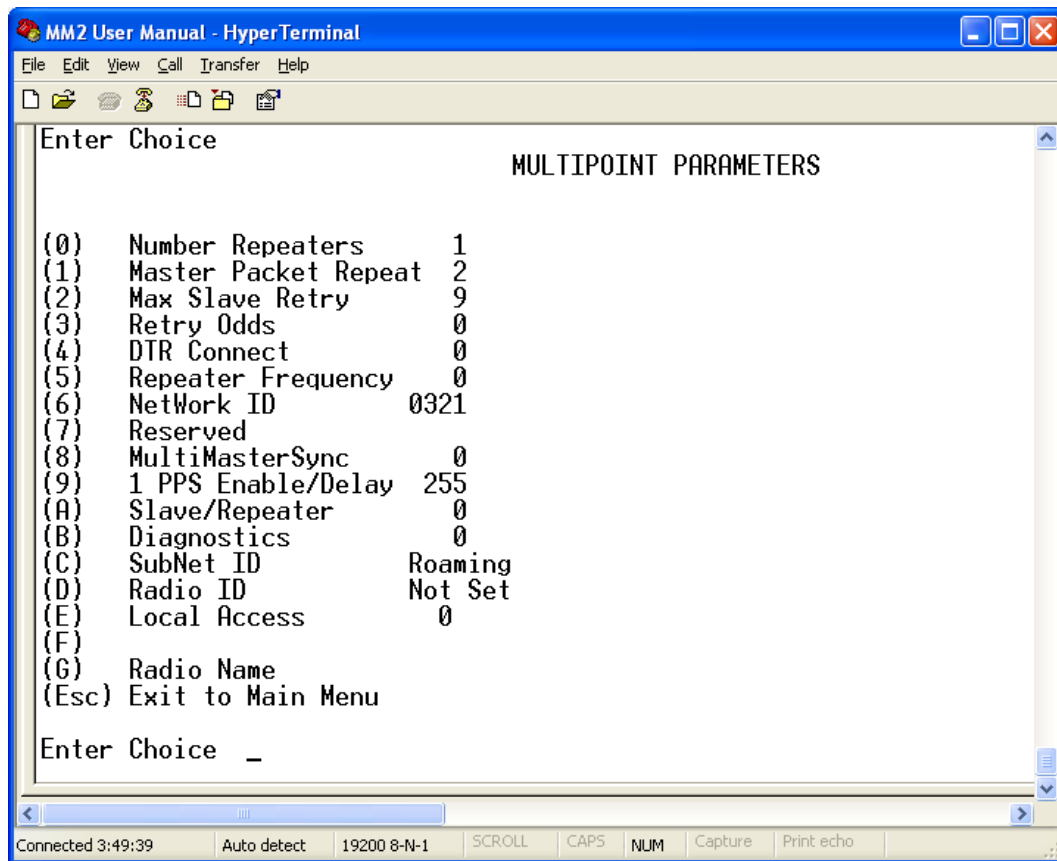 MM2 User Manual - HyperTerminal
File Edit View Call Transfer Help
Enter Choice
MULTIPOINT PARAMETERS
(0) Number Repeaters 1
(1) Master Packet Repeat 2
(2) Max Slave Retry 9
(3) Retry Odds 0
(4) DTR Connect 0
(5) Repeater Frequency 0
(6) NetWork ID 0321
(7) Reserved
(8) MultiMasterSync 0
(9) 1 PPS Enable/Delay 255
(A) Slave/Repeater 0
(B) Diagnostics 0
(C) SubNet ID Roaming
(D) Radio ID Not Set
(E) Local Access 0
(F)
(G) Radio Name
(Esc) Exit to Main Menu
Enter Choice _
Connected 3:49:39 Auto detect 19200 8-N-1 SCROLL CAPS NUM Capture Print echo